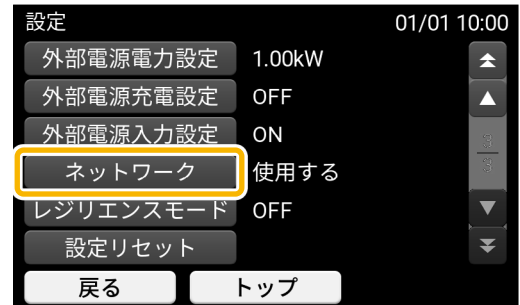 設定 01/01 10:00
外部電源電力設定 1.00kW
外部電源充電設定 OFF
外部電源入力設定 ON
ネットワーク 使用する
レジリエンスモード OFF
設定リセット
戻る トップ